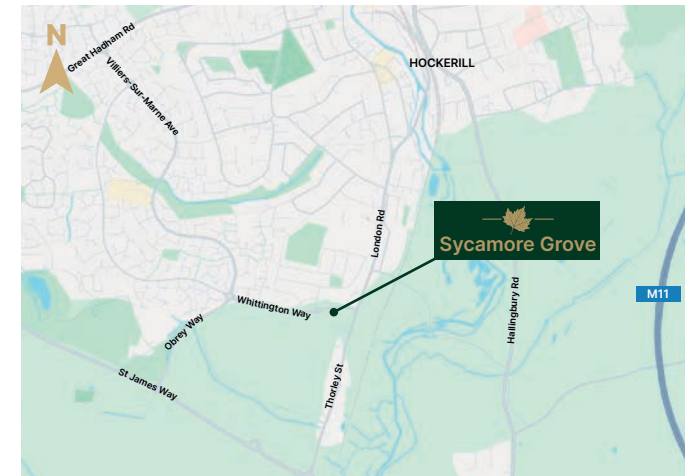 N
Great Hadham Rd
Villiers-Sur-Marne Ave
HOCKERILL
London Rd
Sycamore Grove
Hallingbury Rd
M11
Whittington Way
Obrey Way
St James Way
Thorley St